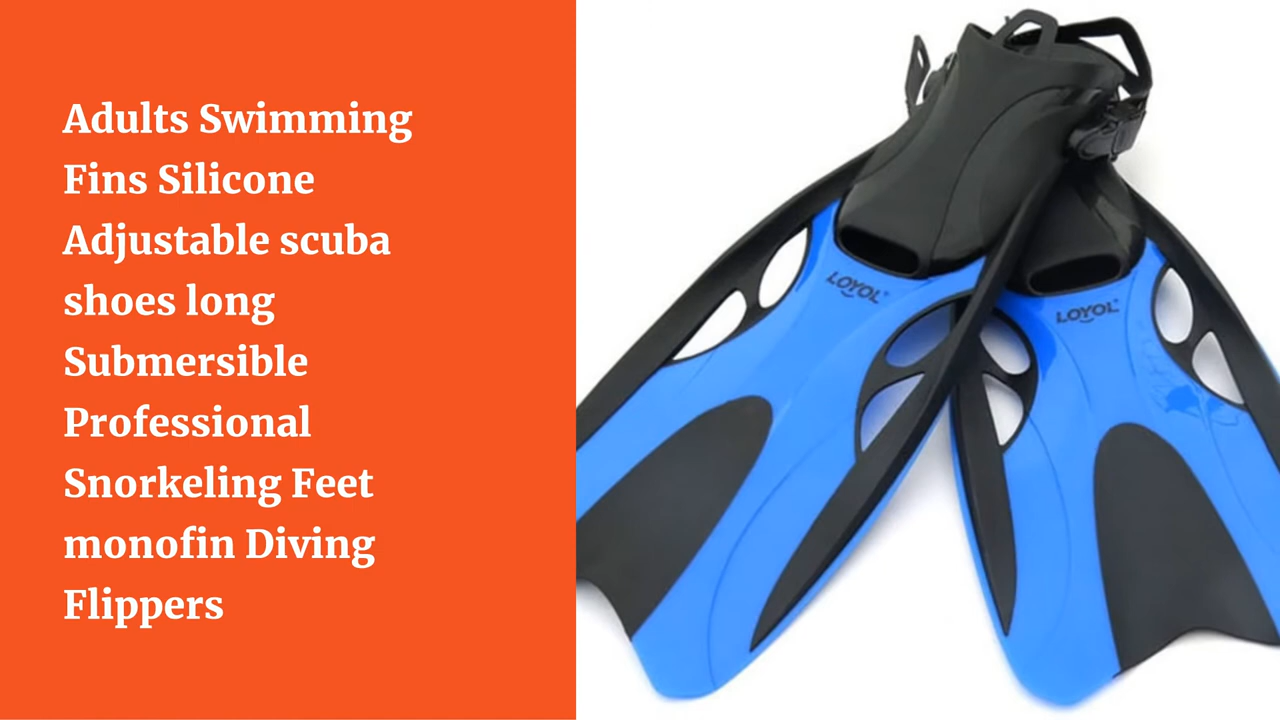 Adults Swimming
Fins Silicone
Adjustable scuba
shoes long
Submersible
Professional
Snorkeling Feet
monofin Diving
Flippers
LOYOL®
LOYOL®